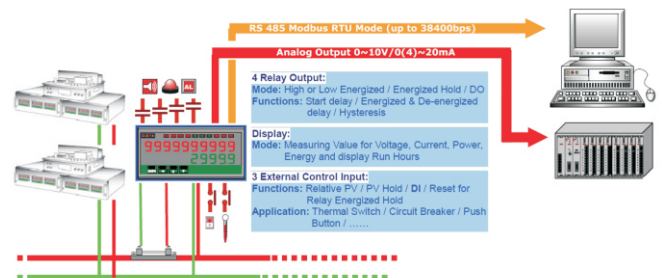 RS 485 Modbus RTU Mode (up to 38400bps)
Analog Output 0~10V/0(4)~20mA
4 Relay Output:
Mode: High or Low Energized / Energized Hold / DO
Functions: Start delay / Energized & De-energized
delay / Hysteresis
AL
Display:
Mode: Measuring Value for Voltage, Current, Power,
Energy and display Run Hours
9999999999
29999
3 External Control Input:
Functions: Relative PV / PV Hold / DI / Reset for
Relay Energized Hold
Application: Thermal Switch / Circuit Breaker / Push
Button / ......